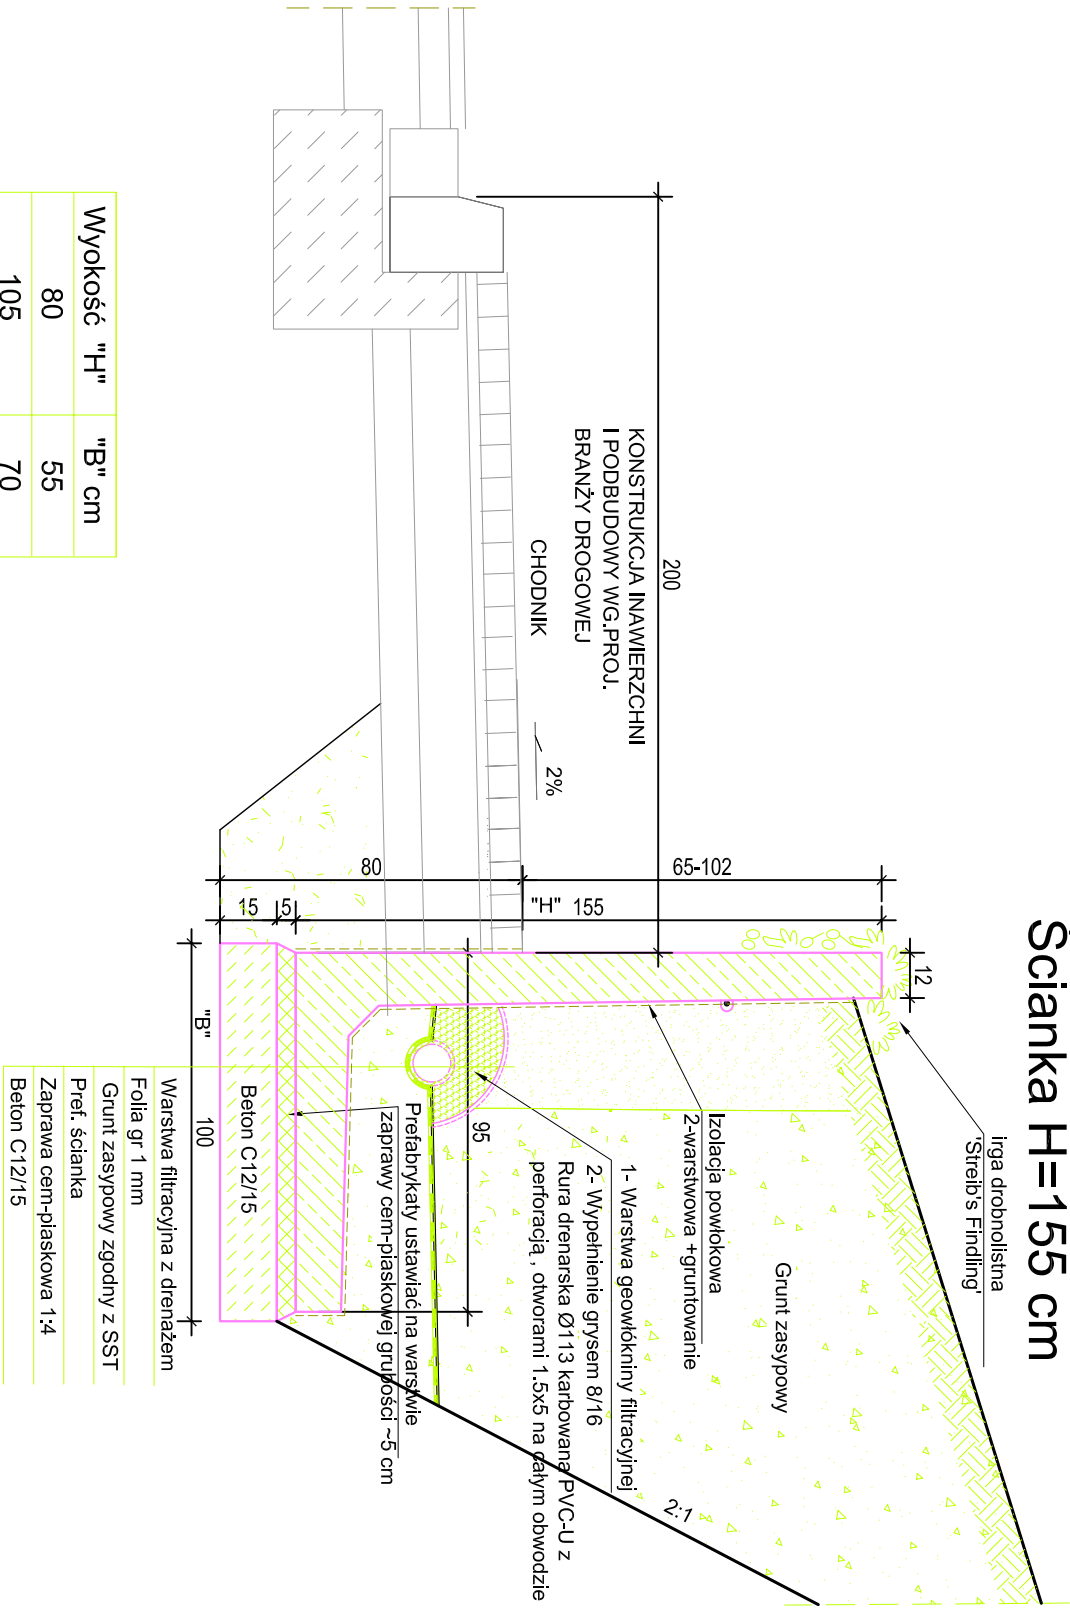 Ścianka H=155 cm
irga drobnolistna
'Streib's Findling'
12
Grunt zasypowy
Izolacja powłokowa
2-warstwowa +gruntowanie
1- Warstwa geowłókniny filtracyjnej
2- Wypełnienie grysem 8/16
Rura drenarska Ø113 karbowana PVC-U z
perforacją , otworami 1.5x5 na całym obwodzie
2:1
65-102
"H" 155
80
15
5
200
KONSTRUKCJA INAWIERZCHNI
I PODBUDOWY WG.PROJ.
BRANŻY DROGOWEJ
CHODNIK
2%
95
Prefabrykaty ustawiać na warstwie
zaprawy cem-piaskowej grubości ~5 cm
Beton C12/15
"B"
100
Warstwa filtracyjna z drenażem
Folia gr 1 mm
Grunt zasypowy zgodny z SST
Pref. ścianka
Zaprawa cem-piaskowa 1:4
Beton C12/15
Wyokość "H" "B" cm
80 55
105 70